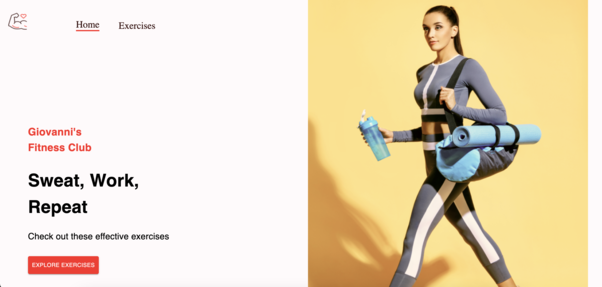 Home
Exercises
Giovanni's
Fitness Club
Sweat, Work,
Repeat
Check out these effective exercises
EXPLORE EXERCISES